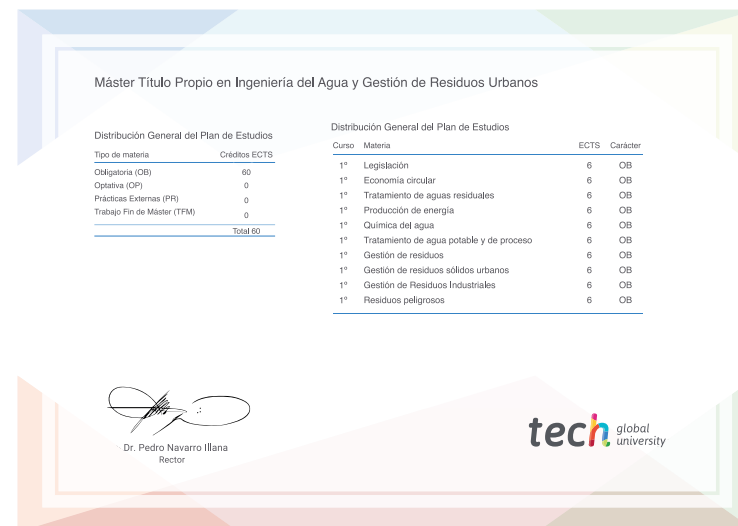 Máster Título Propio en Ingeniería del Agua y Gestión de Residuos Urbanos
Distribución General del Plan de Estudios
Tipo de materia Créditos ECTS
Obligatoria (OB) 60
Optativa (OP) 0
Prácticas Externas (PR) 0
Trabajo Fin de Máster (TFM) 0
Total 60
Distribución General del Plan de Estudios
Curso Materia ECTS Carácter
1º Legislación 6 OB
1º Economía circular 6 OB
1º Tratamiento de aguas residuales 6 OB
1º Producción de energía 6 OB
1º Química del agua 6 OB
1º Tratamiento de agua potable y de proceso 6 OB
1º Gestión de residuos 6 OB
1º Gestión de residuos sólidos urbanos 6 OB
1º Gestión de Residuos Industriales 6 OB
1º Residuos peligrosos 6 OB
Dr. Pedro Navarro Illana
Rector
tech global
university